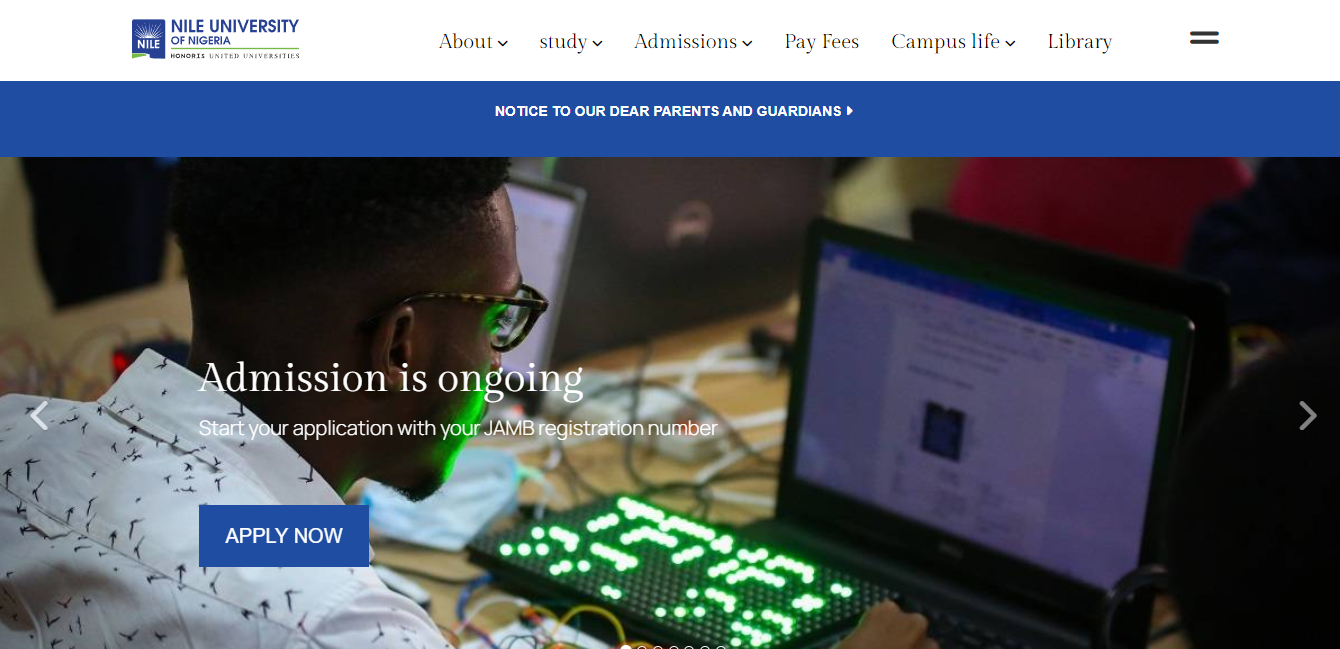 NILE UNIVERSITY
OF NIGERIA
NILE
HONORIS UNITED UNIVERSITIES
About
study
Admissions
Pay Fees
Campus life
Library
NOTICE TO OUR DEAR PARENTS AND GUARDIANS
Admission is ongoing
Start your application with your JAMB registration number
APPLY NOW